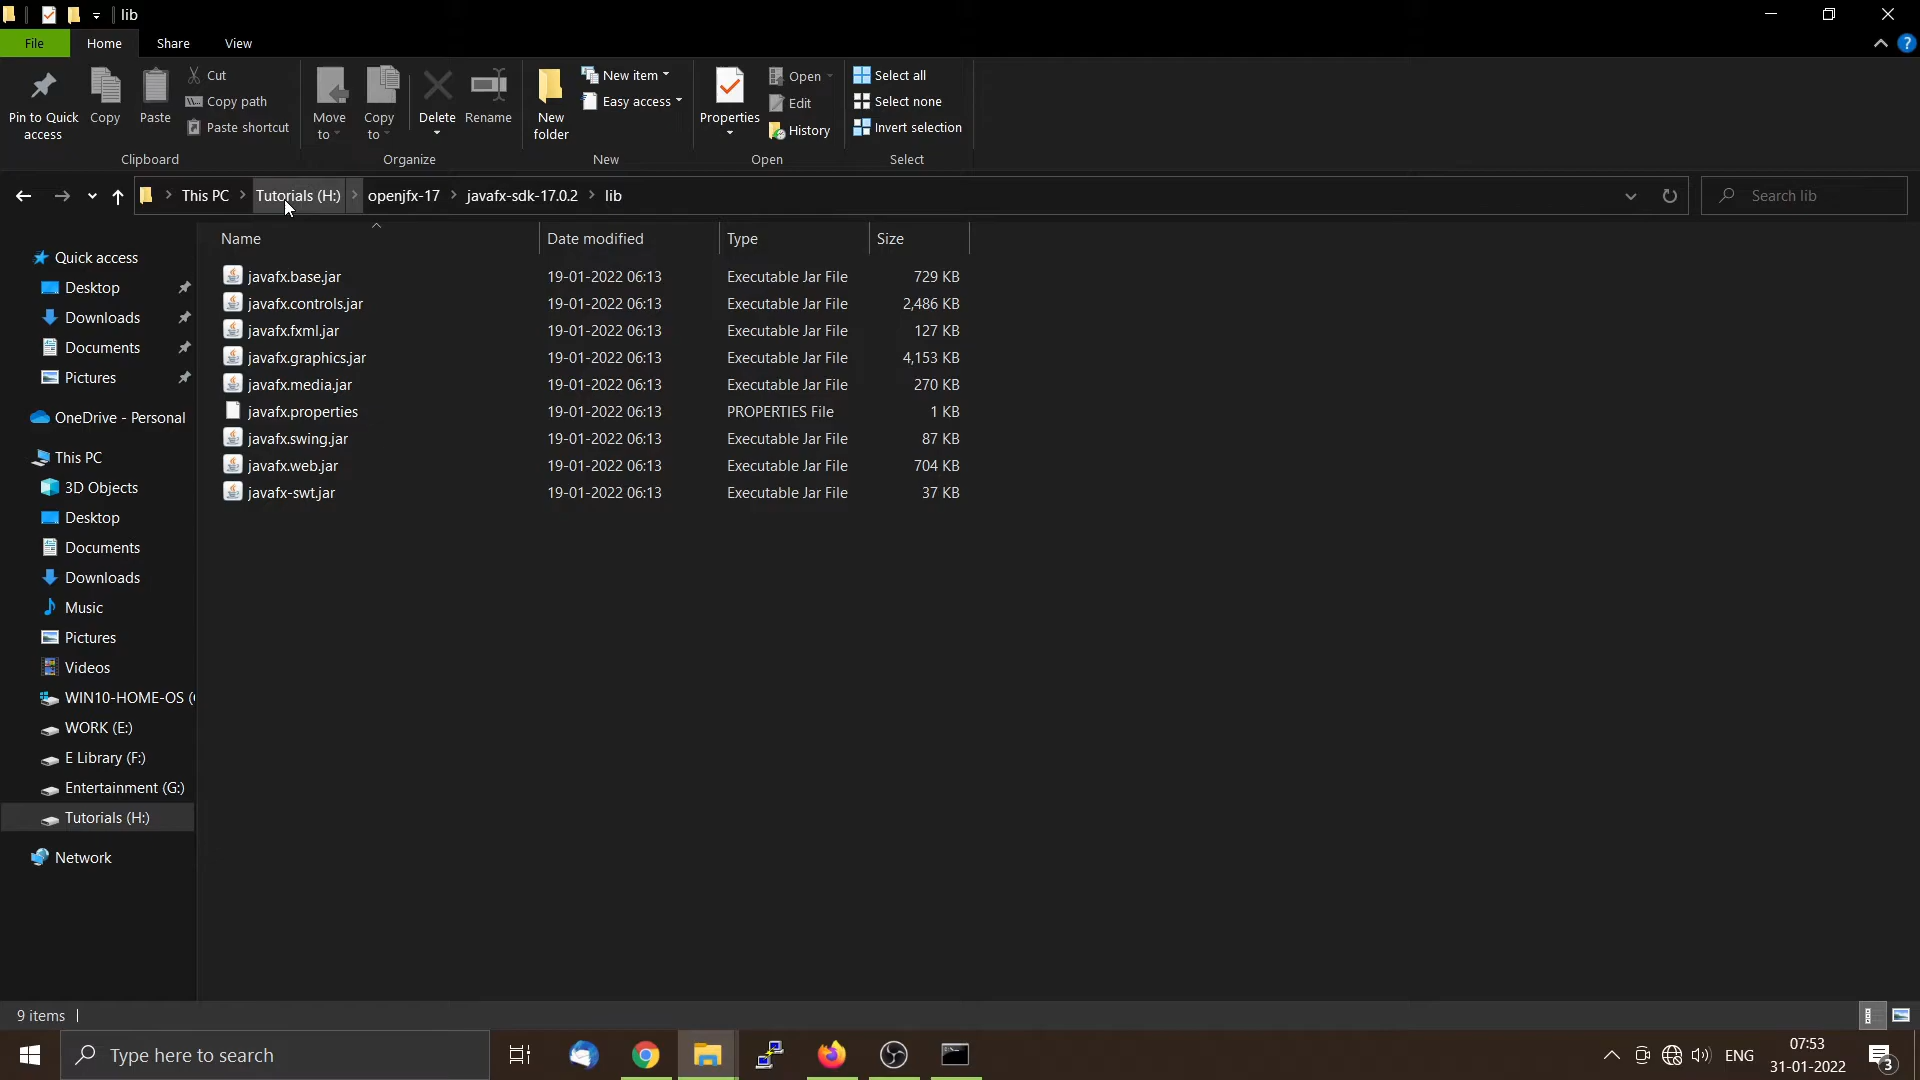 lib
File Home Share View
Pin to Quick access
Copy
Paste
Cut
Copy path
Paste shortcut
Clipboard
Move to
Copy to
Delete
Rename
Organize
New folder
New item
Easy access
New
Properties
Open
Edit
History
Open
Select all
Select none
Invert selection
Select
This PC Tutorials (H:) openjfx-17 javafx-sdk-17.0.2 lib
Search lib
Name Date modified Type Size
javafx.base.jar 19-01-2022 06:13 Executable Jar File 729 KB
javafx.controls.jar 19-01-2022 06:13 Executable Jar File 2,486 KB
javafx.fxml.jar 19-01-2022 06:13 Executable Jar File 127 KB
javafx.graphics.jar 19-01-2022 06:13 Executable Jar File 4,153 KB
javafx.media.jar 19-01-2022 06:13 Executable Jar File 270 KB
javafx.properties 19-01-2022 06:13 PROPERTIES File 1 KB
javafx.swing.jar 19-01-2022 06:13 Executable Jar File 87 KB
javafx.web.jar 19-01-2022 06:13 Executable Jar File 704 KB
javafx-swt.jar 19-01-2022 06:13 Executable Jar File 37 KB
Quick access
Desktop
Downloads
Documents
Pictures
OneDrive - Personal
This PC
3D Objects
Desktop
Documents
Downloads
Music
Pictures
Videos
WIN10-HOME-OS (
WORK (E:)
E Library (F:)
Entertainment (G:)
Tutorials (H:)
Network
9 items
Type here to search
ENG
07:53
31-01-2022
3